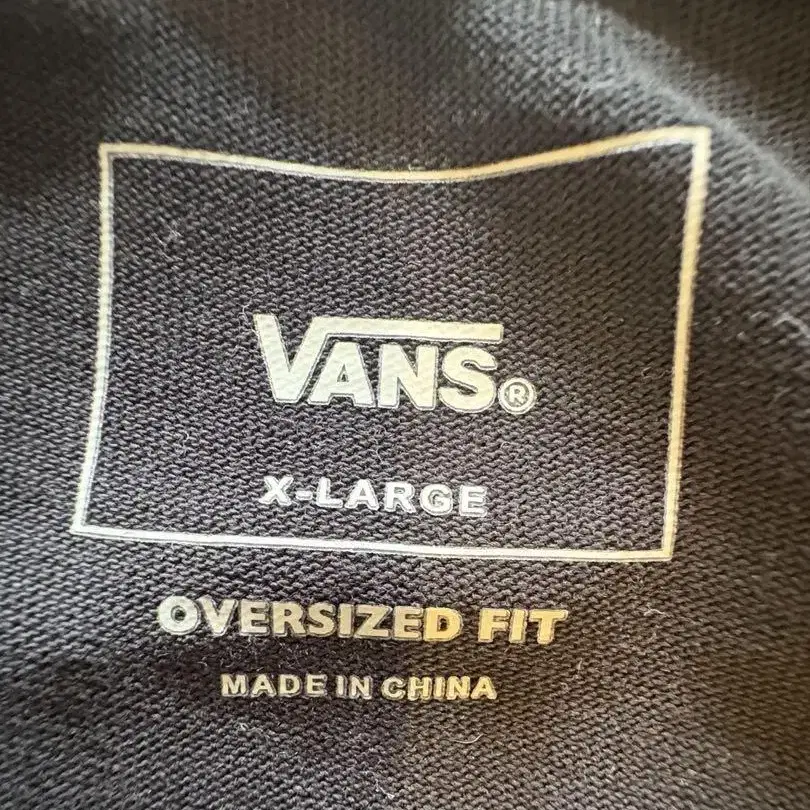 VANS®
X-LARGE
OVERSIZED FIT
MADE IN CHINA